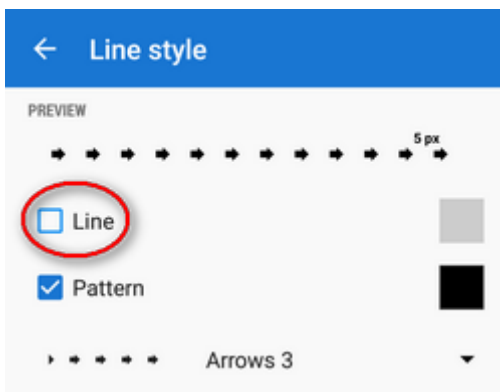 Line style
PREVIEW
5 px
Line
Pattern
Arrows 3